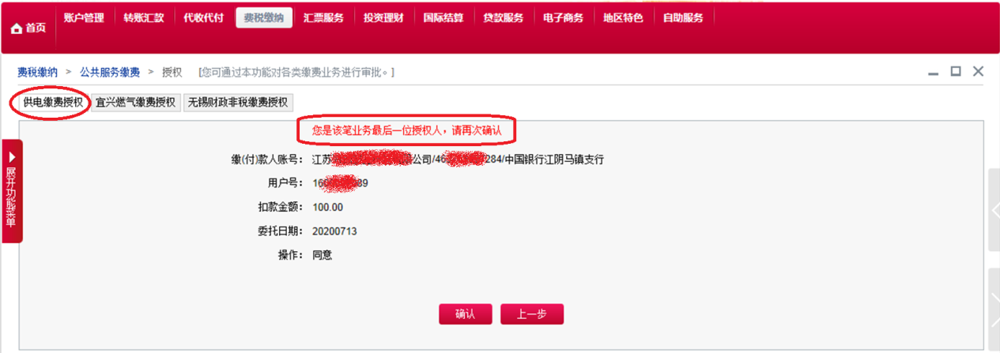 首页 账户管理 转账汇款 代收代付 费税缴纳 汇票服务 投资理财 国际结算 贷款服务 电子商务 地区特色 自助服务
费税缴纳 > 公共服务缴费 > 授权 [您可通过本功能对各类缴费业务进行审批。]
供电缴费授权 宜兴燃气缴费授权 无锡财政非税缴费授权
您是该笔业务最后一位授权人，请再次确认
缴(付)款人账号： 江苏 公司/46 284/中国银行江阴马镇支行
用户号： 16 89
扣款金额： 100.00
委托日期： 20200713
操作： 同意
展开功能菜单
确认 上一步